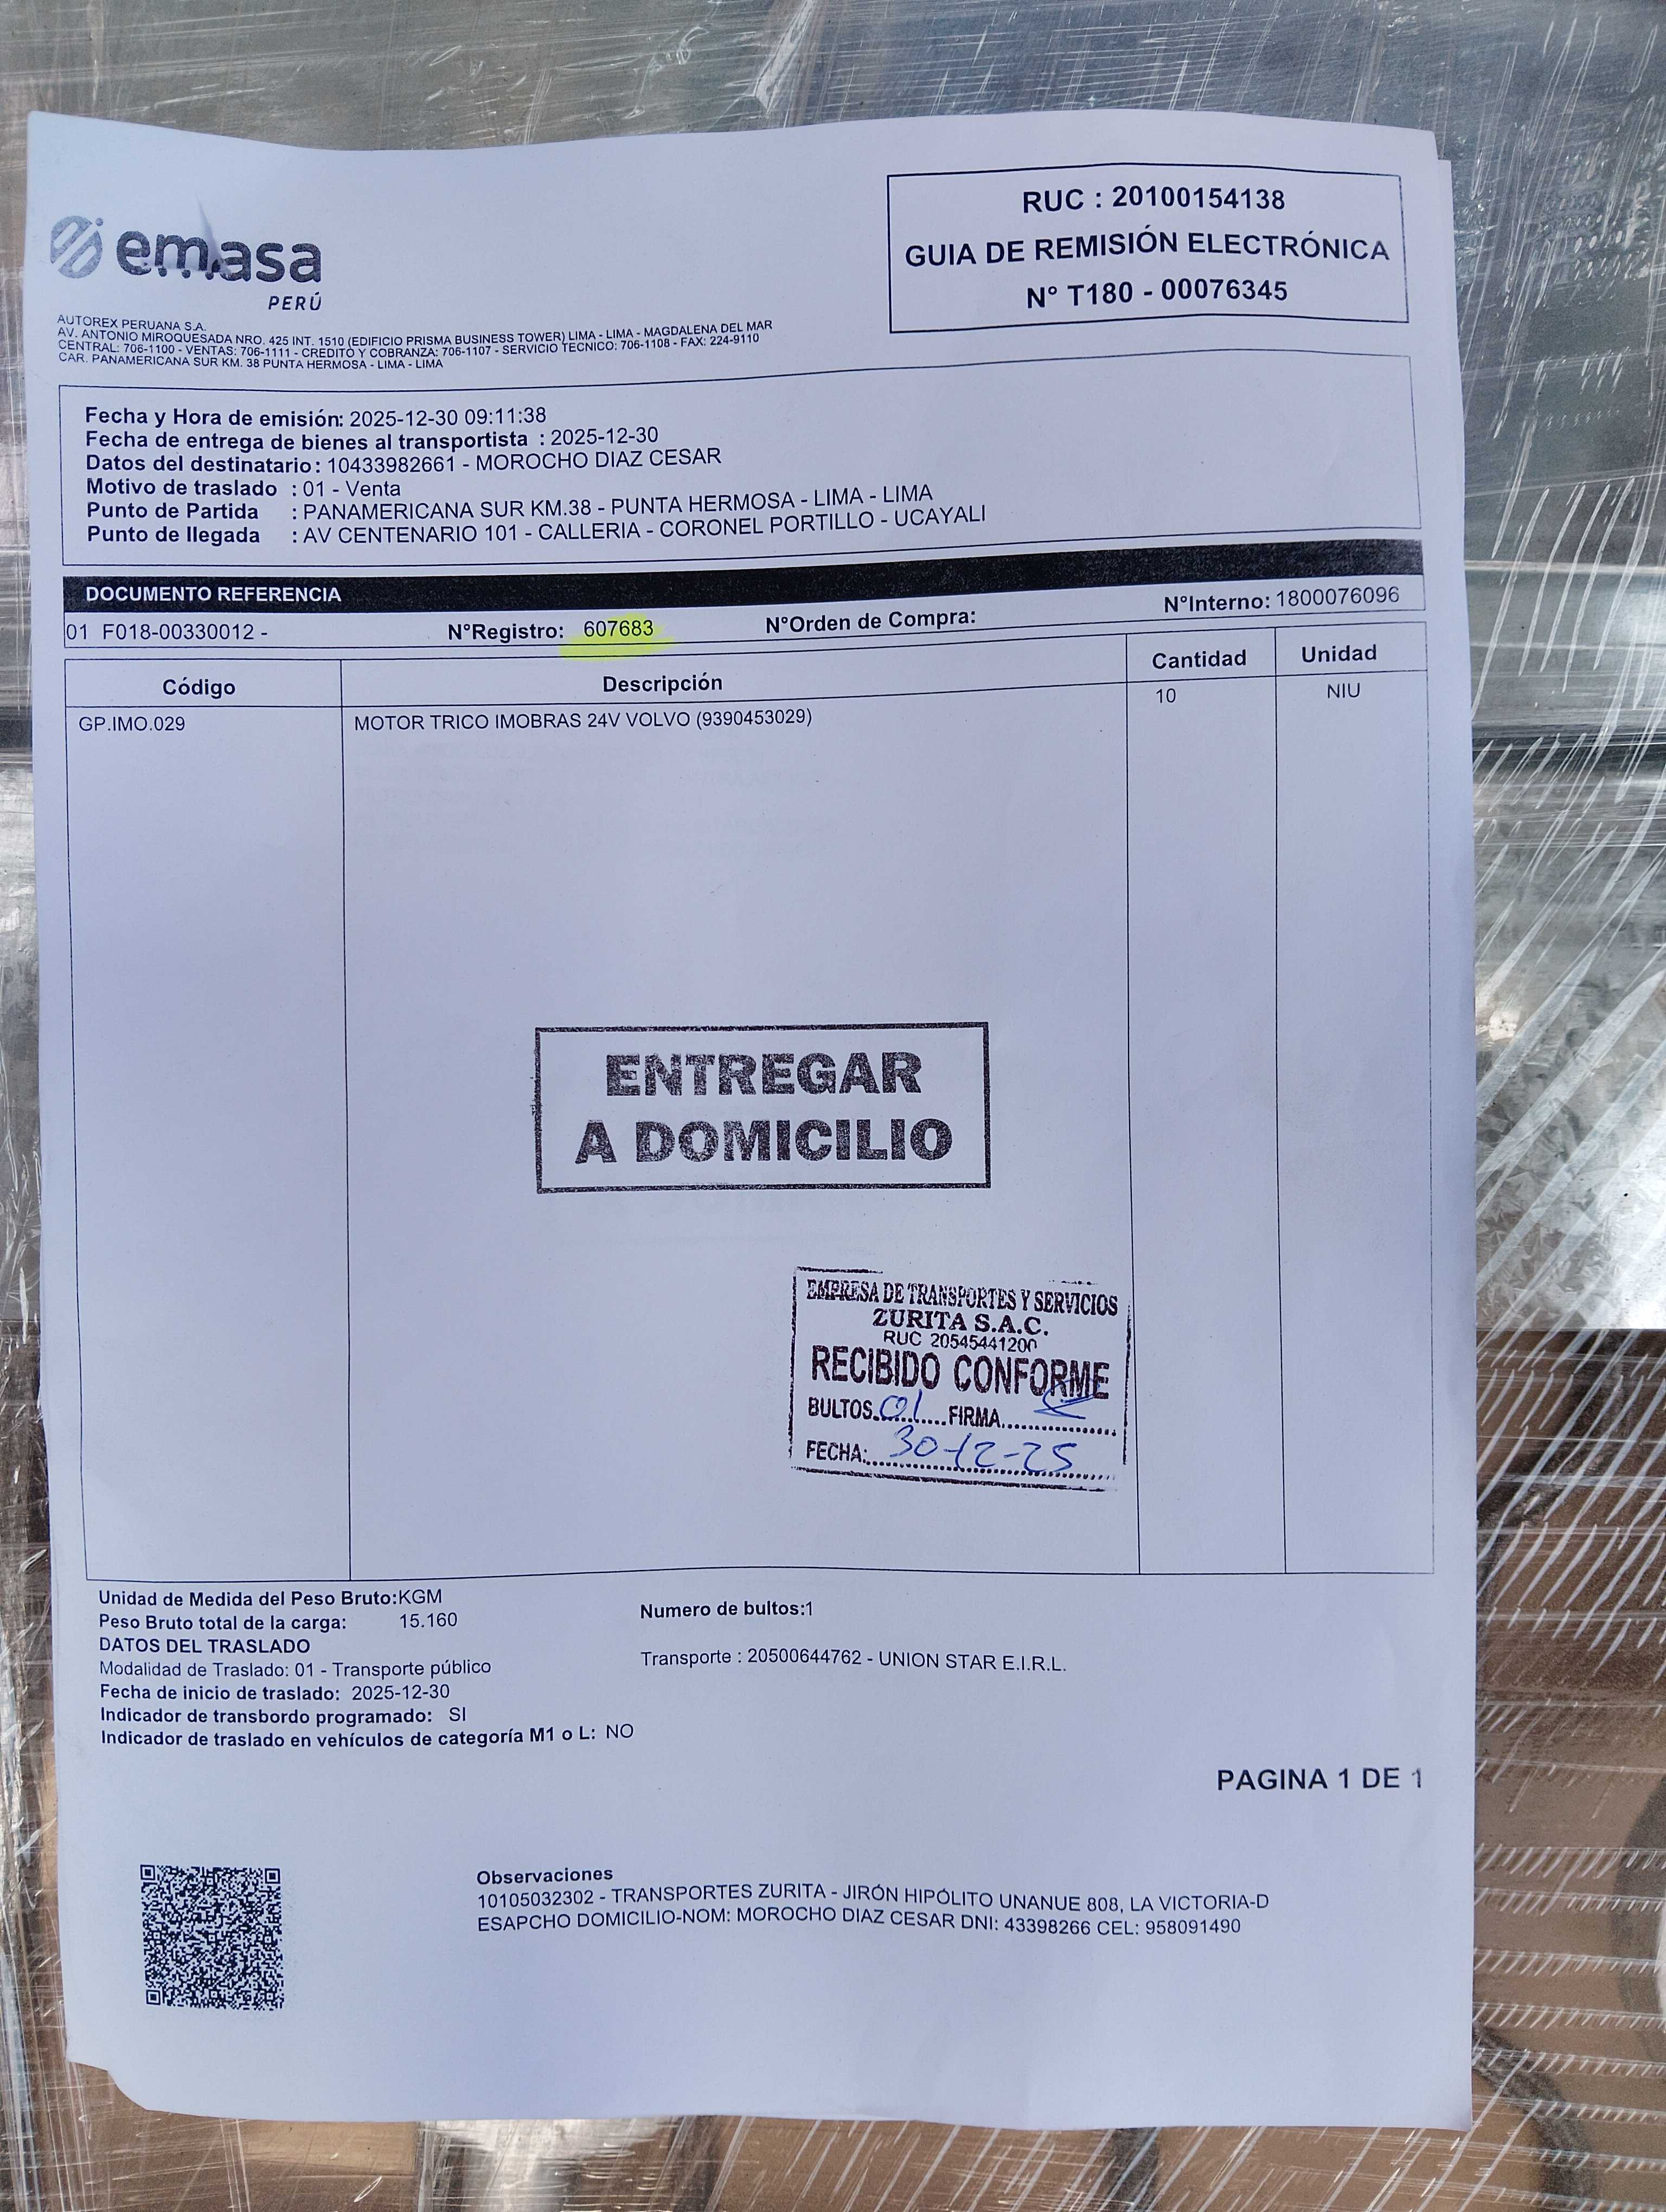 emasa
PERÚ
RUC : 20100154138
GUIA DE REMISIÓN ELECTRÓNICA
N° T180 - 00076345
AUTOREX PERUANA S.A.
AV. ANTONIO MIROQUESADA NRO. 425 INT. 1510 (EDIFICIO PRISMA BUSINESS TOWER) LIMA - LIMA - MAGDALENA DEL MAR
CENTRAL: 706-1100 - VENTAS: 706-1111 - CREDITO Y COBRANZA: 706-1107 - SERVICIO TECNICO: 706-1108 - FAX: 224-9110
CAR. PANAMERICANA SUR KM. 38 PUNTA HERMOSA - LIMA - LIMA
Fecha y Hora de emisión: 2025-12-30 09:11:38
Fecha de entrega de bienes al transportista : 2025-12-30
Datos del destinatario: 10433982661 - MOROCHO DIAZ CESAR
Motivo de traslado : 01 - Venta
Punto de Partida : PANAMERICANA SUR KM.38 - PUNTA HERMOSA - LIMA - LIMA
Punto de llegada : AV CENTENARIO 101 - CALLERIA - CORONEL PORTILLO - UCAYALI
DOCUMENTO REFERENCIA
01 F018-00330012 - N°Registro: 607683 N°Orden de Compra: N°Interno: 1800076096
Código Descripción Cantidad Unidad
GP.IMO.029 MOTOR TRICO IMOBRAS 24V VOLVO (9390453029) 10 NIU
ENTREGAR
A DOMICILIO
EMPRESA DE TRANSPORTES Y SERVICIOS
ZURITA S.A.C.
RUC 20545441200
RECIBIDO CONFORME
BULTOS 01 FIRMA
FECHA: 30-12-25
Unidad de Medida del Peso Bruto:KGM
Peso Bruto total de la carga: 15.160
Numero de bultos:1
DATOS DEL TRASLADO
Modalidad de Traslado: 01 - Transporte público
Transporte : 20500644762 - UNION STAR E.I.R.L.
Fecha de inicio de traslado: 2025-12-30
Indicador de transbordo programado: SI
Indicador de traslado en vehículos de categoría M1 o L: NO
PAGINA 1 DE 1
Observaciones
10105032302 - TRANSPORTES ZURITA - JIRÓN HIPÓLITO UNANUE 808, LA VICTORIA-D
ESAPCHO DOMICILIO-NOM: MOROCHO DIAZ CESAR DNI: 43398266 CEL: 958091490